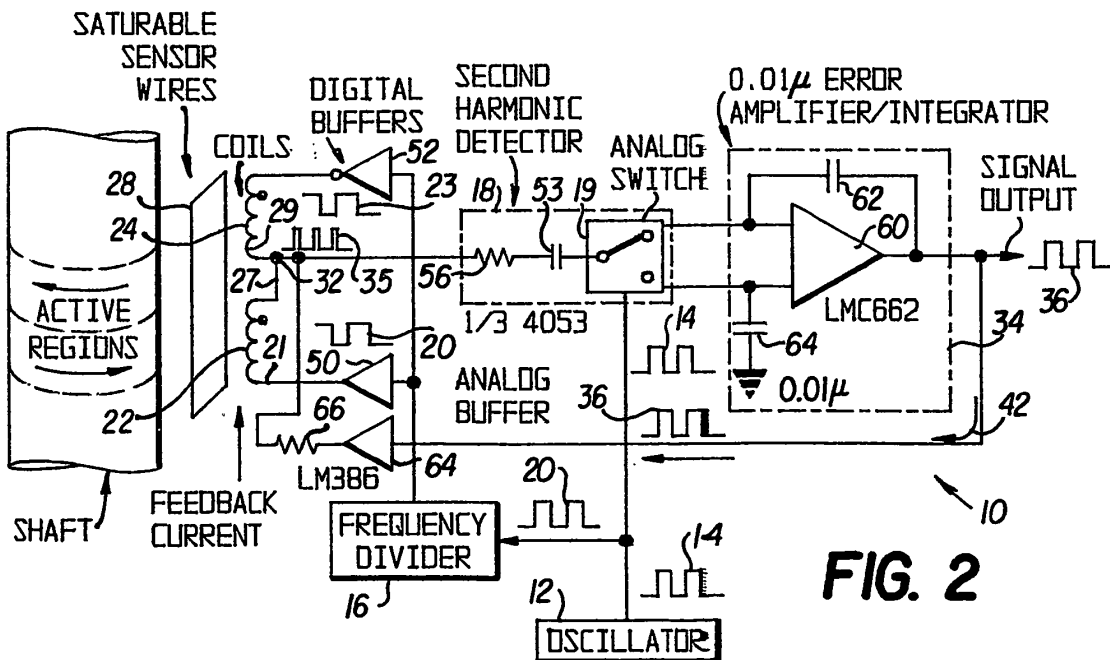 SATURABLE
SENSOR
WIRES
DIGITAL
BUFFERS
SECOND
HARMONIC
DETECTOR
0.01μ ERROR
AMPLIFIER/INTEGRATOR
ANALOG
SWITCH
SIGNAL
OUTPUT
COILS
52
28
24
29
23
18
53
19
62
60
27
32
35
56
36
ACTIVE
REGIONS
1/3 4053
LMC662
14
64
34
22
21
20
50
ANALOG
BUFFER
0.01μ
36
42
66
LM386
64
20
10
SHAFT
FEEDBACK
CURRENT
FREQUENCY
DIVIDER
16
14
12
OSCILLATOR
FIG. 2